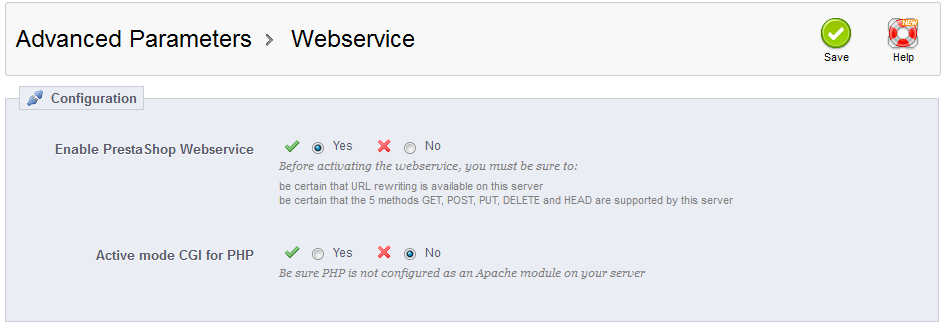 Advanced Parameters > Webservice
Save
NEW
Help
Configuration
Enable PrestaShop Webservice Yes No
Before activating the webservice, you must be sure to:
be certain that URL rewriting is available on this server
be certain that the 5 methods GET, POST, PUT, DELETE and HEAD are supported by this server
Active mode CGI for PHP Yes No
Be sure PHP is not configured as an Apache module on your server